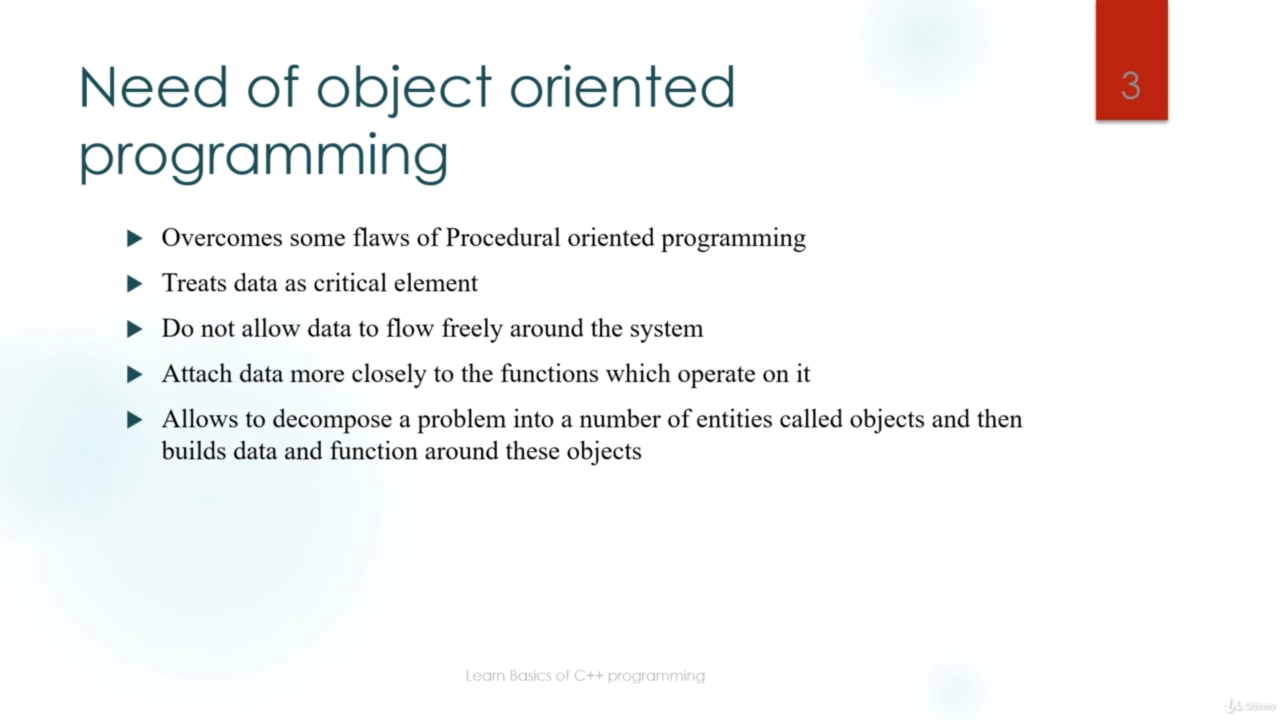 Need of object oriented
programming
3
Overcomes some flaws of Procedural oriented programming
Treats data as critical element
Do not allow data to flow freely around the system
Attach data more closely to the functions which operate on it
Allows to decompose a problem into a number of entities called objects and then
builds data and function around these objects
Learn Basics of C++ programming
Udemy